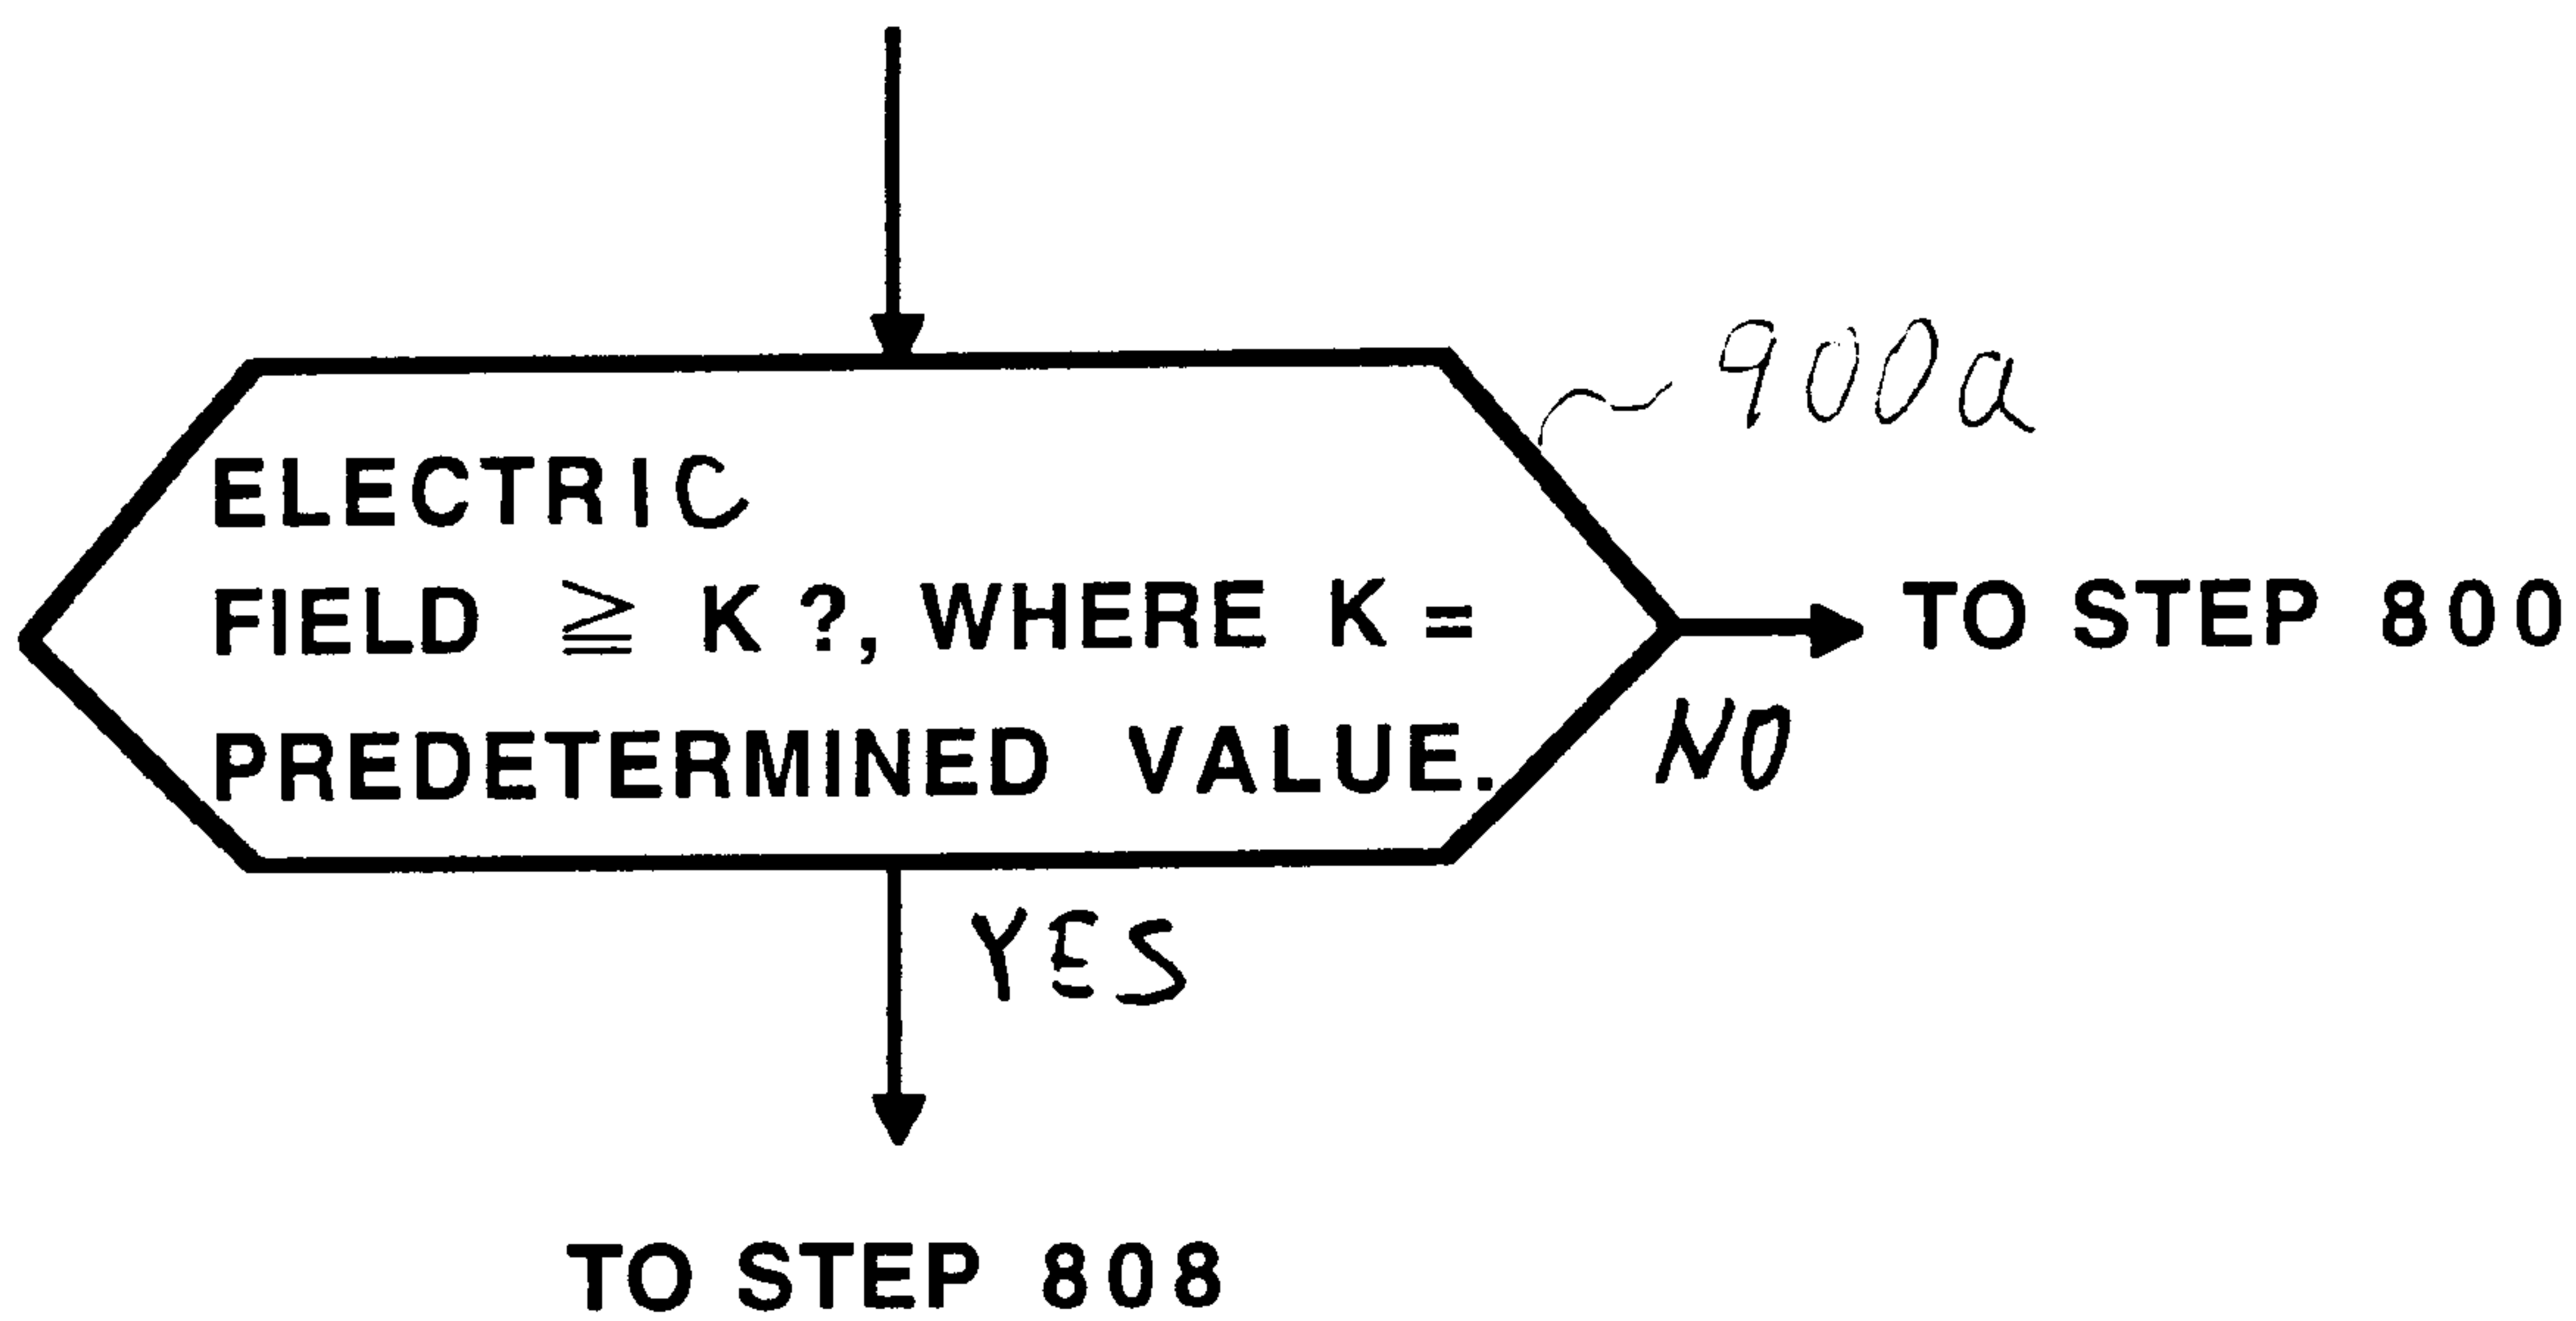 900a
ELECTRIC
FIELD ≧ K ?, WHERE K =
PREDETERMINED VALUE.
TO STEP 800
NO
YES
TO STEP 808